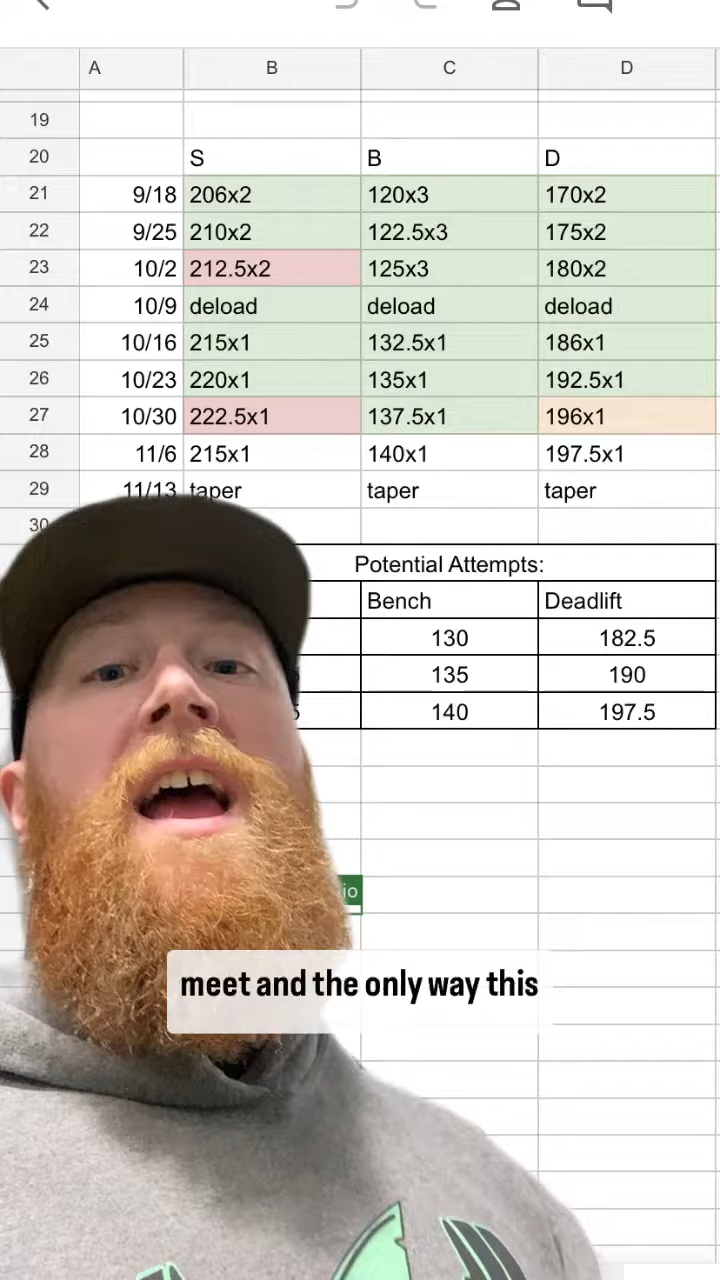 A B C D
19
20 S B D
21 9/18 206x2 120x3 170x2
22 9/25 210x2 122.5x3 175x2
23 10/2 212.5x2 125x3 180x2
24 10/9 deload deload deload
25 10/16 215x1 132.5x1 186x1
26 10/23 220x1 135x1 192.5x1
27 10/30 222.5x1 137.5x1 196x1
28 11/6 215x1 140x1 197.5x1
29 11/13 taper taper taper
30
Potential Attempts:
Bench Deadlift
130 182.5
135 190
140 197.5
io
meet and the only way this